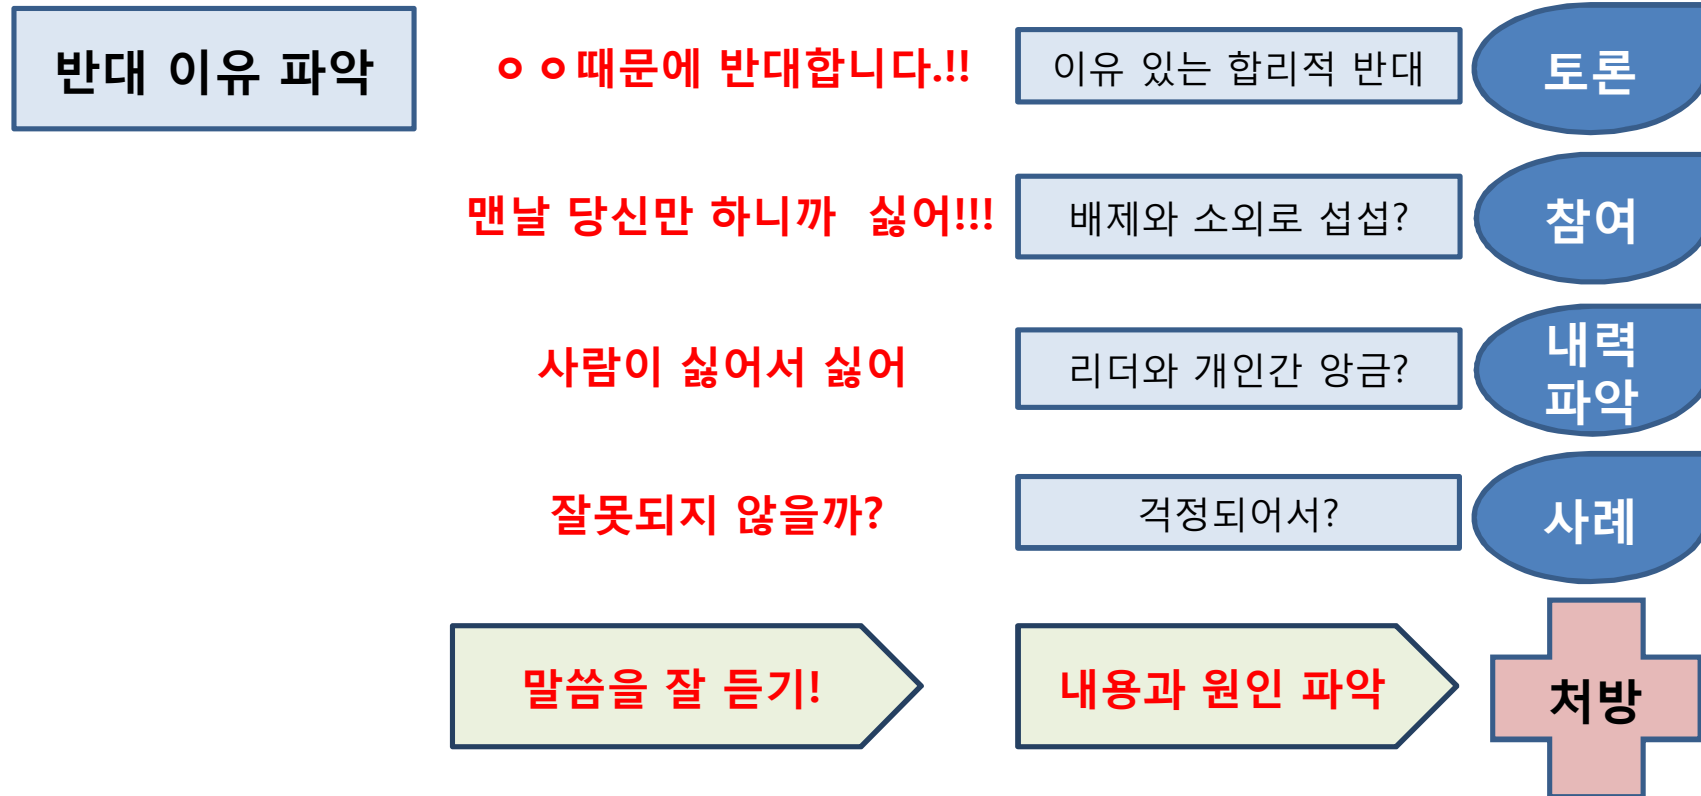 반대 이유 파악
ㅇㅇ때문에 반대합니다.!!
이유 있는 합리적 반대
토론
맨날 당신만 하니까  싫어!!!
배제와 소외로 섭섭?
참여
사람이 싫어서 싫어
리더와 개인간 앙금?
내력
파악
잘못되지 않을까?
걱정되어서?
사례
말씀을 잘 듣기!
내용과 원인 파악
처방